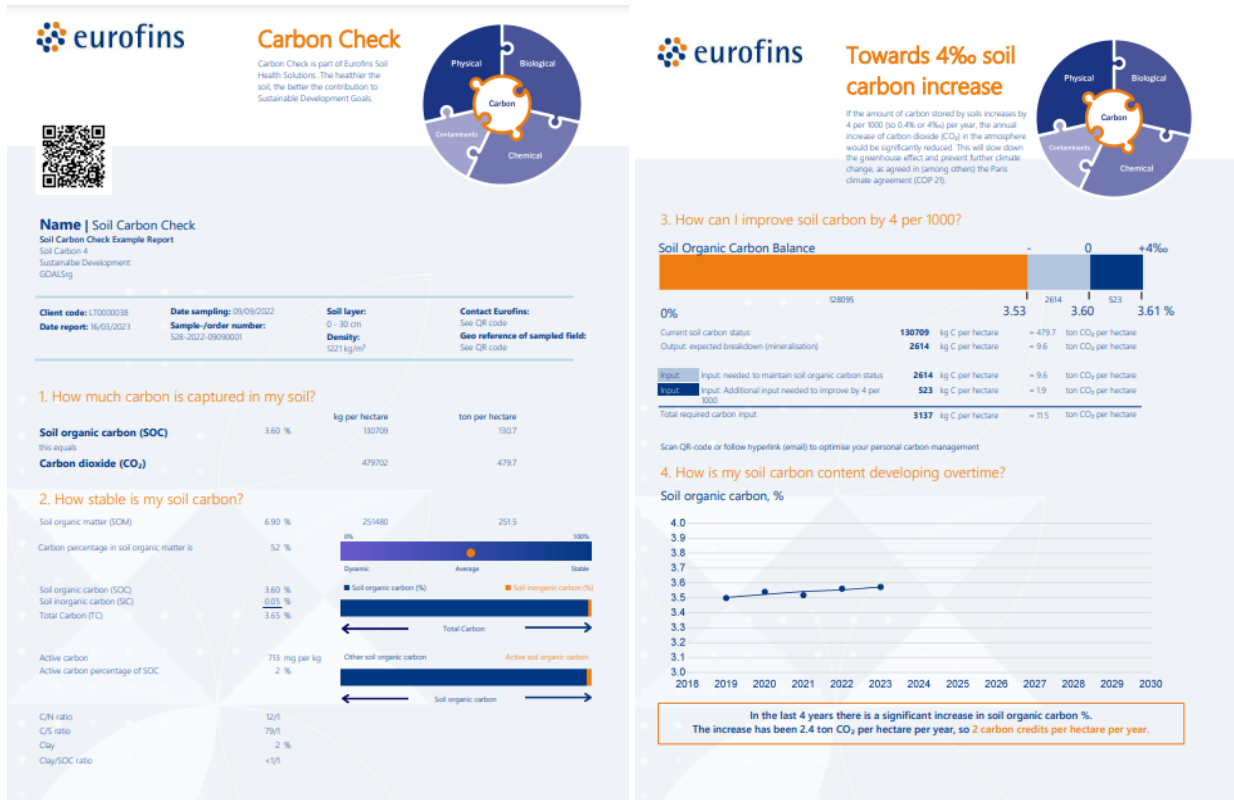 eurofins
Carbon Check
Carbon Check is part of Eurofins Soil
Health Solutions .The healthier the
soil, the better the contribution to
Sustainable Development Goals.
Physical
Biological
Carbon
Contaminants
Chemical
Name | Soil Carbon Check
Soil Carbon Check Example Report
Soil Carbon 4
Sustainalbe Development
GOALSrg
Client code: LT0000038
Date report: 16/03/2023
Date sampling: 09/09/2022
Sample-/order number:
528-2022-09090001
Soil layer:
0 - 30 cm
Density:
1221 kg/m³
Contact Eurofins:
See QR code
Geo reference of sampled field:
See QR code
1. How much carbon is captured in my soil?
kg per hectare ton per hectare
Soil organic carbon (SOC) 3.60 % 130709 130.7
this equals
Carbon dioxide (CO₂) 479702 479.7
2. How stable is my soil carbon?
Soil organic matter (SOM) 6.90 % 251480 251.5
0% 100%
Carbon percentage in soil organic matter is 52 %
Dynamic Average Stable
Soil organic carbon (%) Soil inorganic carbon (%)
Soil organic carbon (SOC) 3.60 %
Soil inorganic carbon (SIC) 0.05 %
Total Carbon (TC) 3.65 %
Total Carbon
Other soil organic carbon Active soil organic carbon
Active carbon 713 mg per kg
Active carbon percentage of SOC 2 %
Soil organic carbon
C/N ratio 12/1
C/S ratio 79/1
Clay 2 %
Clay/SOC ratio <1/1
eurofins
Towards 4‰ soil
carbon increase
If the amount of carbon stored by soils increases by
4 per 1000 (so 0.4% or 4‰) per year, the annual
increase of carbon dioxide (CO₂) in the atmosphere
would be significantly reduced. This will slow down
the greenhouse effect and prevent further climate
change, as agreed in (among others) the Paris
climate agreement (COP 21).
Physical
Biological
Carbon
Contaminants
Chemical
3. How can I improve soil carbon by 4 per 1000?
Soil Organic Carbon Balance - 0 +4‰
128095 2614 523
0% 3.53 3.60 3.61 %
Current soil carbon status: 130709 kg C per hectare = 479.7 ton CO₂ per hectare
Output: expected breakdown (mineralisation) 2614 kg C per hectare = 9.6 ton CO₂ per hectare
Input: Input: needed to maintain soil organic carbon status 2614 kg C per hectare = 9.6 ton CO₂ per hectare
Input: Input: Additional input needed to improve by 4 per 523 kg C per hectare = 1.9 ton CO₂ per hectare
1000
Total required carbon input 3137 kg C per hectare = 11.5 ton CO₂ per hectare
Scan QR-code or follow hyperlink (email) to optimise your personal carbon management
4. How is my soil carbon content developing overtime?
Soil organic carbon, %
4.0
3.9
3.8
3.7
3.6
3.5
3.4
3.3
3.2
3.1
3.0
2018 2019 2020 2021 2022 2023 2024 2025 2026 2027 2028 2029 2030
In the last 4 years there is a significant increase in soil organic carbon %.
The increase has been 2.4 ton CO₂ per hectare per year, so 2 carbon credits per hectare per year.